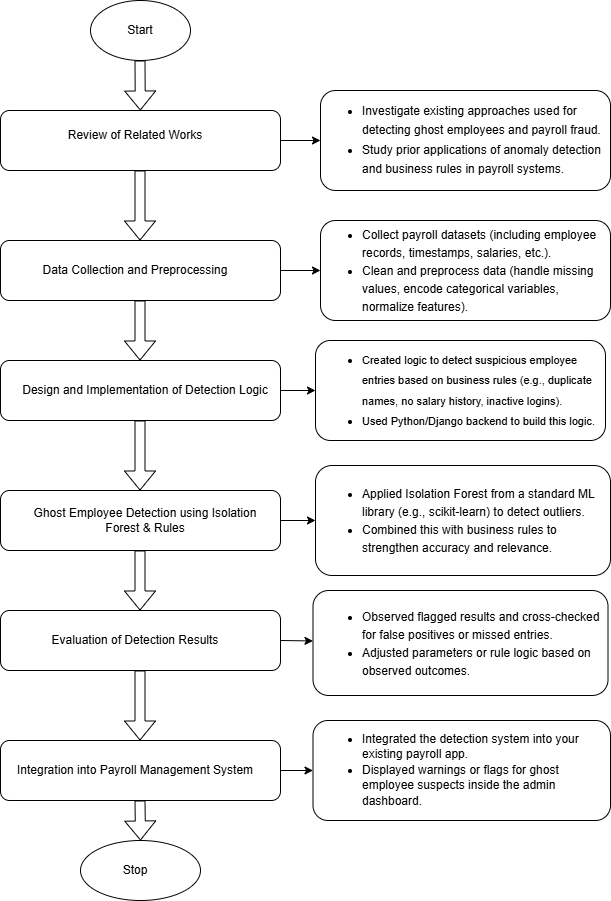 Start
Review of Related Works
• Investigate existing approaches used for
detecting ghost employees and payroll fraud.
• Study prior applications of anomaly detection
and business rules in payroll systems.
Data Collection and Preprocessing
• Collect payroll datasets (including employee
records, timestamps, salaries, etc.).
• Clean and preprocess data (handle missing
values, encode categorical variables,
normalize features).
Design and Implementation of Detection Logic
• Created logic to detect suspicious employee
entries based on business rules (e.g., duplicate
names, no salary history, inactive logins).
• Used Python/Django backend to build this logic.
Ghost Employee Detection using Isolation
Forest & Rules
• Applied Isolation Forest from a standard ML
library (e.g., scikit-learn) to detect outliers.
• Combined this with business rules to
strengthen accuracy and relevance.
Evaluation of Detection Results
• Observed flagged results and cross-checked
for false positives or missed entries.
• Adjusted parameters or rule logic based on
observed outcomes.
Integration into Payroll Management System
• Integrated the detection system into your
existing payroll app.
• Displayed warnings or flags for ghost
employee suspects inside the admin
dashboard.
Stop